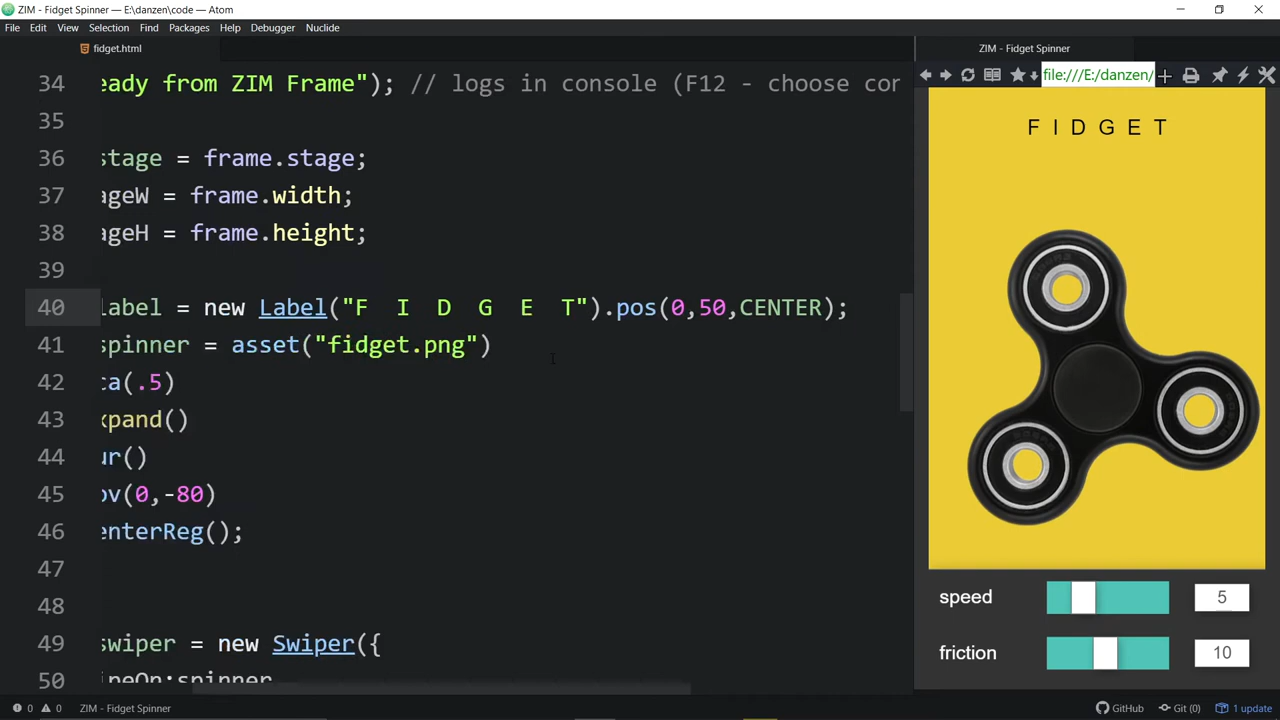 ZIM - Fidget Spinner — E:\danzen\code — Atom
File Edit View Selection Find Packages Help Debugger Nuclide
fidget.html
ZIM - Fidget Spinner
file:///E:/danzen/
34 eady from ZIM Frame"); // logs in console (F12 - choose cor
35
36 stage = frame.stage;
37 ageW = frame.width;
38 ageH = frame.height;
39
40 label = new Label("F I D G E T").pos(0,50,CENTER);
41 spinner = asset("fidget.png")
42 ca(.5)
43 xpand()
44 ur()
45 ov(0,-80)
46 enterReg();
47
48
49 swiper = new Swiper({
50 ipeOn:spinner
F I D G E T
speed 5
friction 10
0 0 ZIM - Fidget Spinner GitHub Git (0) 1 update